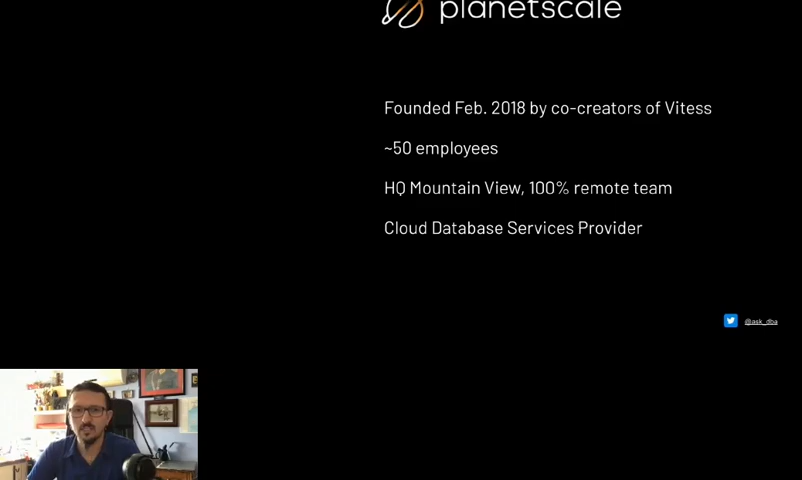 planetscale
Founded Feb. 2018 by co-creators of Vitess
~50 employees
HQ Mountain View, 100% remote team
Cloud Database Services Provider
@ask_dba